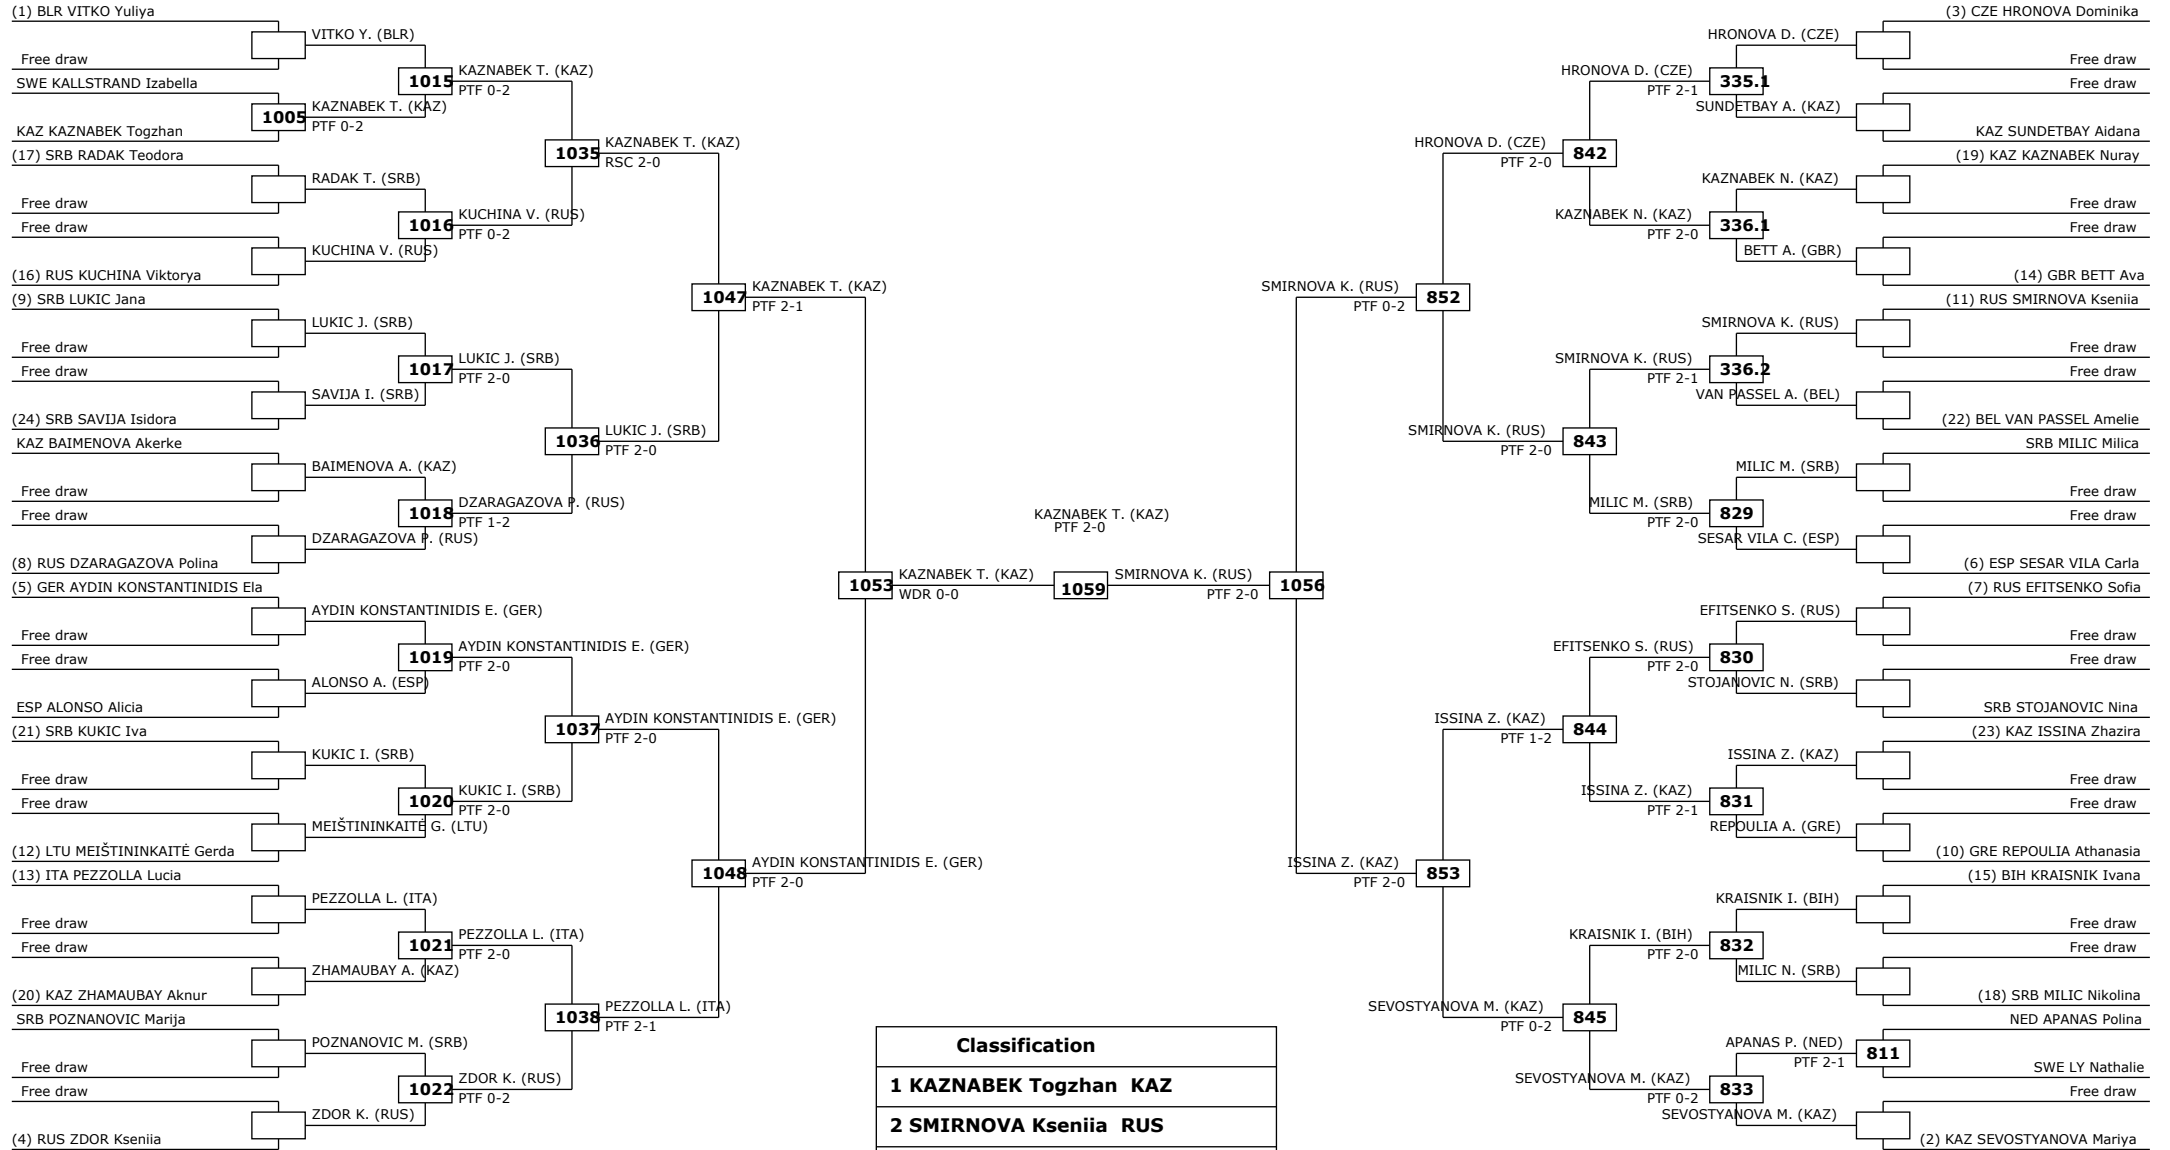 (1) BLR VITKO Yuliya
VITKO Y. (BLR)
Free draw
SWE KALLSTRAND Izabella
1015
KAZNABEK T. (KAZ)
PTF 0-2
1005
KAZNABEK T. (KAZ)
PTF 0-2
KAZ KAZNABEK Togzhan
(17) SRB RADAK Teodora
1035
KAZNABEK T. (KAZ)
RSC 2-0
RADAK T. (SRB)
Free draw
Free draw
1016
KUCHINA V. (RUS)
PTF 0-2
KUCHINA V. (RUS)
(16) RUS KUCHINA Viktorya
(9) SRB LUKIC Jana
1047
KAZNABEK T. (KAZ)
PTF 2-1
LUKIC J. (SRB)
Free draw
Free draw
1017
LUKIC J. (SRB)
PTF 2-0
SAVIJA I. (SRB)
(24) SRB SAVIJA Isidora
KAZ BAIMENOVA Akerke
1036
LUKIC J. (SRB)
PTF 2-0
BAIMENOVA A. (KAZ)
Free draw
Free draw
1018
DZARAGAZOVA P. (RUS)
PTF 1-2
DZARAGAZOVA P. (RUS)
(8) RUS DZARAGAZOVA Polina
(5) GER AYDIN KONSTANTINIDIS Ela
1053
KAZNABEK T. (KAZ)
WDR 0-0
AYDIN KONSTANTINIDIS E. (GER)
Free draw
Free draw
1019
AYDIN KONSTANTINIDIS E. (GER)
PTF 2-0
ALONSO A. (ESP)
ESP ALONSO Alicia
(21) SRB KUKIC Iva
1037
AYDIN KONSTANTINIDIS E. (GER)
PTF 2-0
KUKIC I. (SRB)
Free draw
Free draw
1020
KUKIC I. (SRB)
PTF 2-0
MEIŠTININKAITĖ G. (LTU)
(12) LTU MEIŠTININKAITĖ Gerda
(13) ITA PEZZOLLA Lucia
1048
AYDIN KONSTANTINIDIS E. (GER)
PTF 2-0
PEZZOLLA L. (ITA)
Free draw
Free draw
1021
PEZZOLLA L. (ITA)
PTF 2-0
ZHAMAUBAY A. (KAZ)
(20) KAZ ZHAMAUBAY Aknur
SRB POZNANOVIC Marija
1038
PEZZOLLA L. (ITA)
PTF 2-1
POZNANOVIC M. (SRB)
Free draw
Free draw
1022
ZDOR K. (RUS)
PTF 0-2
ZDOR K. (RUS)
(4) RUS ZDOR Kseniia
KAZNABEK T. (KAZ)
PTF 2-0
1059
(3) CZE HRONOVA Dominika
HRONOVA D. (CZE)
Free draw
Free draw
HRONOVA D. (CZE)
PTF 2-1
335.1
SUNDETBAY A. (KAZ)
KAZ SUNDETBAY Aidana
(19) KAZ KAZNABEK Nuray
HRONOVA D. (CZE)
PTF 2-0
842
KAZNABEK N. (KAZ)
Free draw
Free draw
KAZNABEK N. (KAZ)
PTF 2-0
336.1
BETT A. (GBR)
(14) GBR BETT Ava
(11) RUS SMIRNOVA Kseniia
SMIRNOVA K. (RUS)
PTF 0-2
852
SMIRNOVA K. (RUS)
Free draw
Free draw
SMIRNOVA K. (RUS)
PTF 2-1
336.2
VAN PASSEL A. (BEL)
(22) BEL VAN PASSEL Amelie
SRB MILIC Milica
SMIRNOVA K. (RUS)
PTF 2-0
843
MILIC M. (SRB)
Free draw
Free draw
MILIC M. (SRB)
PTF 2-0
829
SESAR VILA C. (ESP)
(6) ESP SESAR VILA Carla
(7) RUS EFITSENKO Sofia
SMIRNOVA K. (RUS)
PTF 2-0
1056
EFITSENKO S. (RUS)
Free draw
Free draw
EFITSENKO S. (RUS)
PTF 2-0
830
STOJANOVIC N. (SRB)
SRB STOJANOVIC Nina
(23) KAZ ISSINA Zhazira
ISSINA Z. (KAZ)
PTF 1-2
844
ISSINA Z. (KAZ)
Free draw
Free draw
ISSINA Z. (KAZ)
PTF 2-1
831
REPOULIA A. (GRE)
(10) GRE REPOULIA Athanasia
(15) BIH KRAISNIK Ivana
ISSINA Z. (KAZ)
PTF 2-0
853
KRAISNIK I. (BIH)
Free draw
Free draw
KRAISNIK I. (BIH)
PTF 2-0
832
MILIC N. (SRB)
(18) SRB MILIC Nikolina
NED APANAS Polina
SEVOSTYANOVA M. (KAZ)
PTF 0-2
845
APANAS P. (NED)
PTF 2-1
811
SWE LY Nathalie
Free draw
SEVOSTYANOVA M. (KAZ)
PTF 0-2
833
SEVOSTYANOVA M. (KAZ)
(2) KAZ SEVOSTYANOVA Mariya
Classification
1 KAZNABEK Togzhan KAZ
2 SMIRNOVA Kseniia RUS